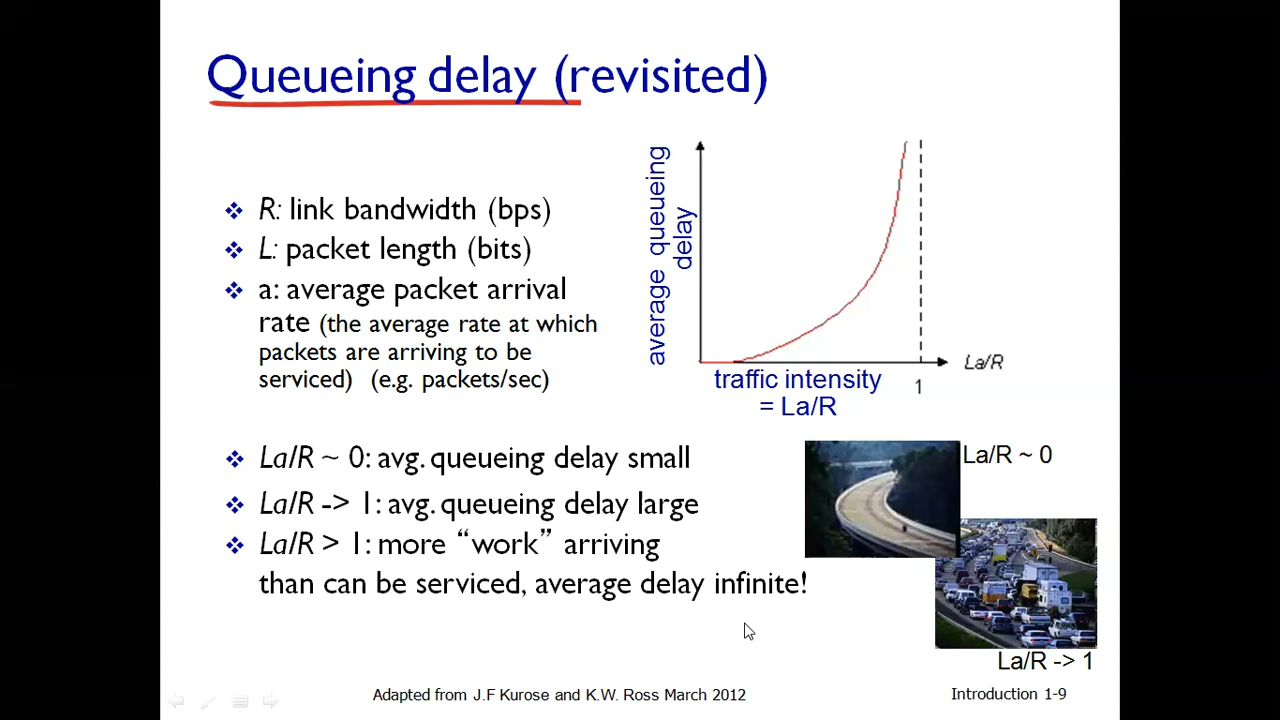 Queueing delay (revisited)
❖ R: link bandwidth (bps)
❖ L: packet length (bits)
❖ a: average packet arrival
rate (the average rate at which
packets are arriving to be
serviced) (e.g. packets/sec)
average queueing
delay
La/R
traffic intensity
= La/R
1
❖ La/R ~ 0: avg. queueing delay small
❖ La/R -> 1: avg. queueing delay large
❖ La/R > 1: more “work” arriving
than can be serviced, average delay infinite!
La/R ~ 0
La/R -> 1
Adapted from J.F Kurose and K.W. Ross March 2012
Introduction 1-9